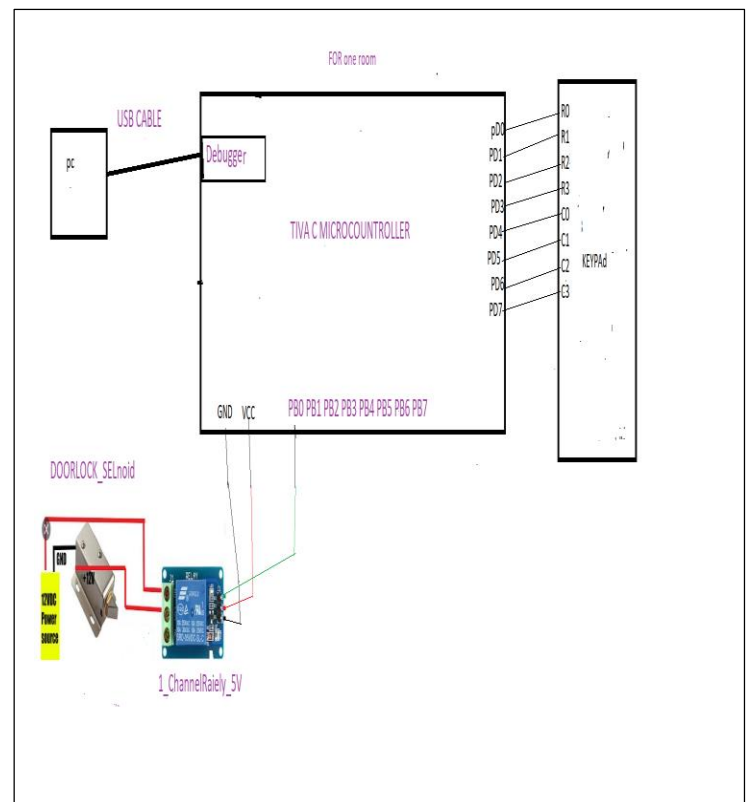 FOR one room
USB CABLE
pc
Debugger
TIVA C MICROCOUNTROLLER
pD0
PD1
PD2
PD3
PD4
PD5
PD6
PD7
R0
R1
R2
R3
C0
C1
C2
C3
KEYPAd
GND VCC
PB0 PB1 PB2 PB3 PB4 PB5 PB6 PB7
DOORLOCK_SELnoid
GND
+12V
12VDC
Power
source
1_ChannelRaiely_5V